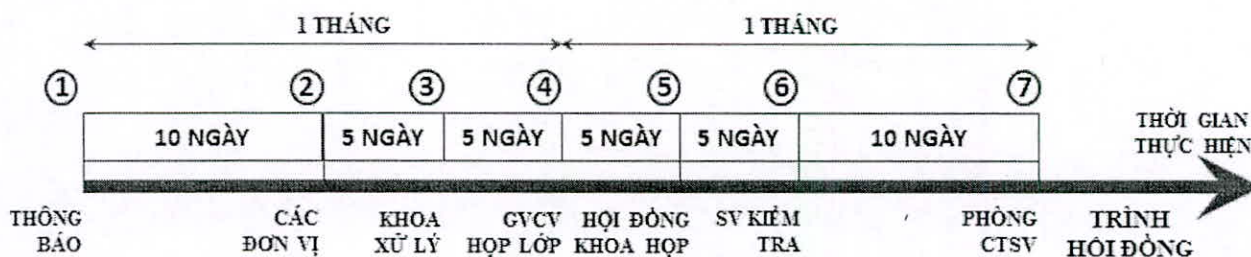 1 THÁNG 1 THÁNG
① ② ③ ④ ⑤ ⑥ ⑦
10 NGÀY 5 NGÀY 5 NGÀY 5 NGÀY 5 NGÀY 10 NGÀY
THỜI GIAN
THỰC HIỆN
THÔNG
BÁO
CÁC
ĐƠN VỊ
KHOA
XỬ LÝ
GVCV
HỌP LỚP
HỘI ĐỒNG
KHOA HỌP
SV KIỂM
TRA
PHÒNG
CTSV
TRÌNH
HỘI ĐỒNG